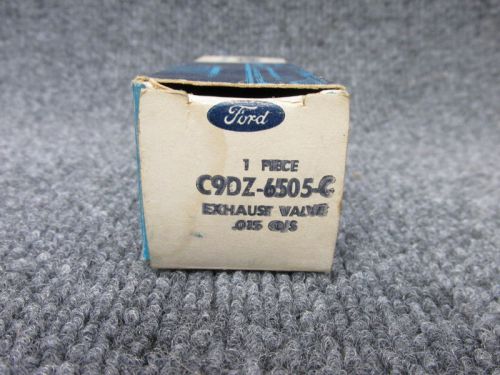 Ford
1 PIECE
C9DZ-6505-C
EXHAUST VALVE
.015 O/S